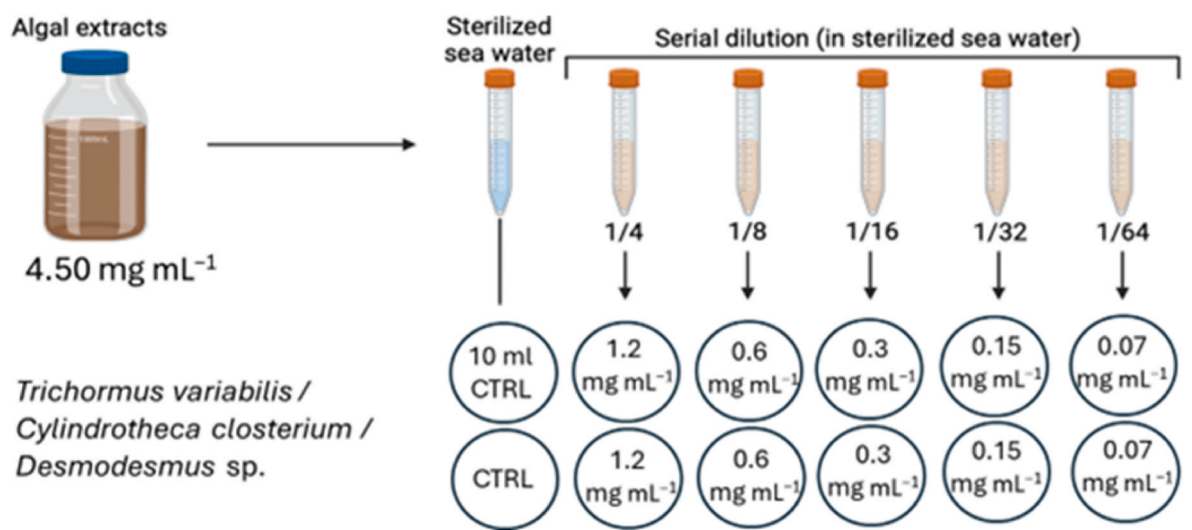 Algal extracts
Sterilized
sea water
Serial dilution (in sterilized sea water)
4.50 mg mL⁻¹
1/4
1/8
1/16
1/32
1/64
10 ml
CTRL
1.2
mg mL⁻¹
0.6
mg mL⁻¹
0.3
mg mL⁻¹
0.15
mg mL⁻¹
0.07
mg mL⁻¹
Trichormus variabilis /
Cylindrotheca closterium /
Desmodesmus sp.
CTRL
1.2
mg mL⁻¹
0.6
mg mL⁻¹
0.3
mg mL⁻¹
0.15
mg mL⁻¹
0.07
mg mL⁻¹